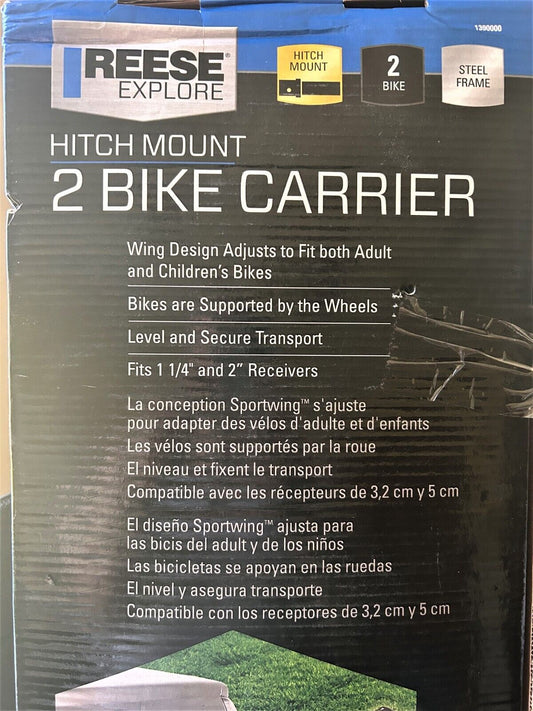 1390000
REESE®
EXPLORE
HITCH
MOUNT
2
BIKE
STEEL
FRAME
HITCH MOUNT
2 BIKE CARRIER
Wing Design Adjusts to Fit both Adult
and Children's Bikes
Bikes are Supported by the Wheels
Level and Secure Transport
Fits 1 1/4" and 2” Receivers
La conception Sportwing™ s'ajuste
pour adapter des vélos d'adulte et d'enfants
Les vélos sont supportés par la roue
El niveau et fixent le transport
Compatible avec les récepteurs de 3,2 cm y 5 cm
El diseño Sportwing™ ajusta para
las bicis del adult y de los niños
Las bicicletas se apoyan en las ruedas
El nivel y asegura transporte
Compatible con los receptores de 3,2 cm y 5 cm